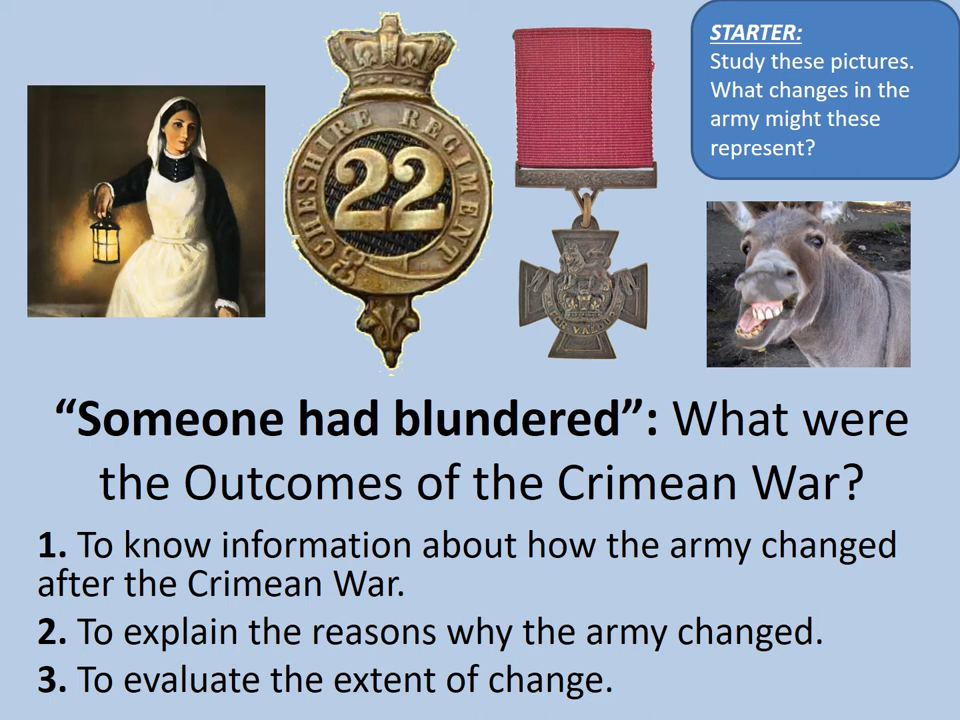 STARTER:
Study these pictures.
What changes in the
army might these
represent?
CHESHIRE REGIMENT
22
FOR VALOUR
“Someone had blundered”: What were
the Outcomes of the Crimean War?
1. To know information about how the army changed
after the Crimean War.
2. To explain the reasons why the army changed.
3. To evaluate the extent of change.